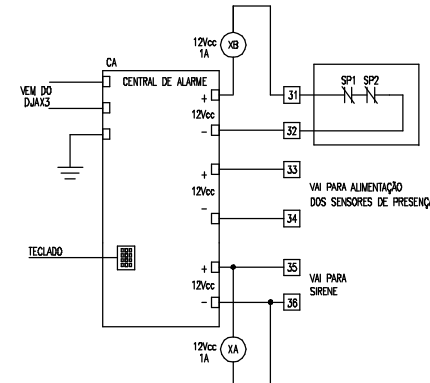 12Vcc
1A
XB
CA
CENTRAL DE ALARME
VEM DO
DJAX3
+
12Vcc
-
31
32
SP1 SP2
+
12Vcc
-
33
34
VAI PARA ALIMENTAÇÃO
DOS SENSORES DE PRESENÇ
TECLADO
+
12Vcc
-
35
36
VAI PARA
SIRENE
12Vcc
1A
XA